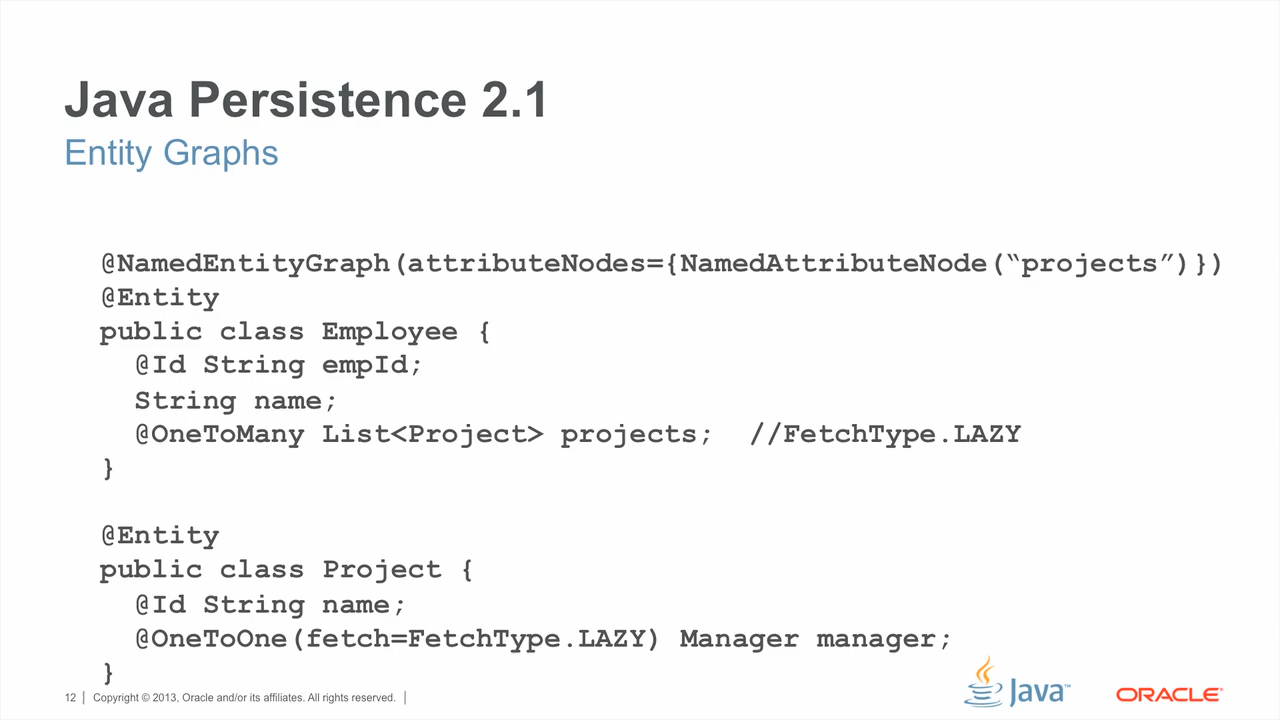 Java Persistence 2.1
Entity Graphs
@NamedEntityGraph(attributeNodes={NamedAttributeNode(“projects”)})
@Entity
public class Employee {
  @Id String empId;
  String name;
  @OneToMany List<Project> projects;  //FetchType.LAZY
}
@Entity
public class Project {
  @Id String name;
  @OneToOne(fetch=FetchType.LAZY) Manager manager;
}
12 | Copyright © 2013, Oracle and/or its affiliates. All rights reserved. |
Java™
ORACLE®